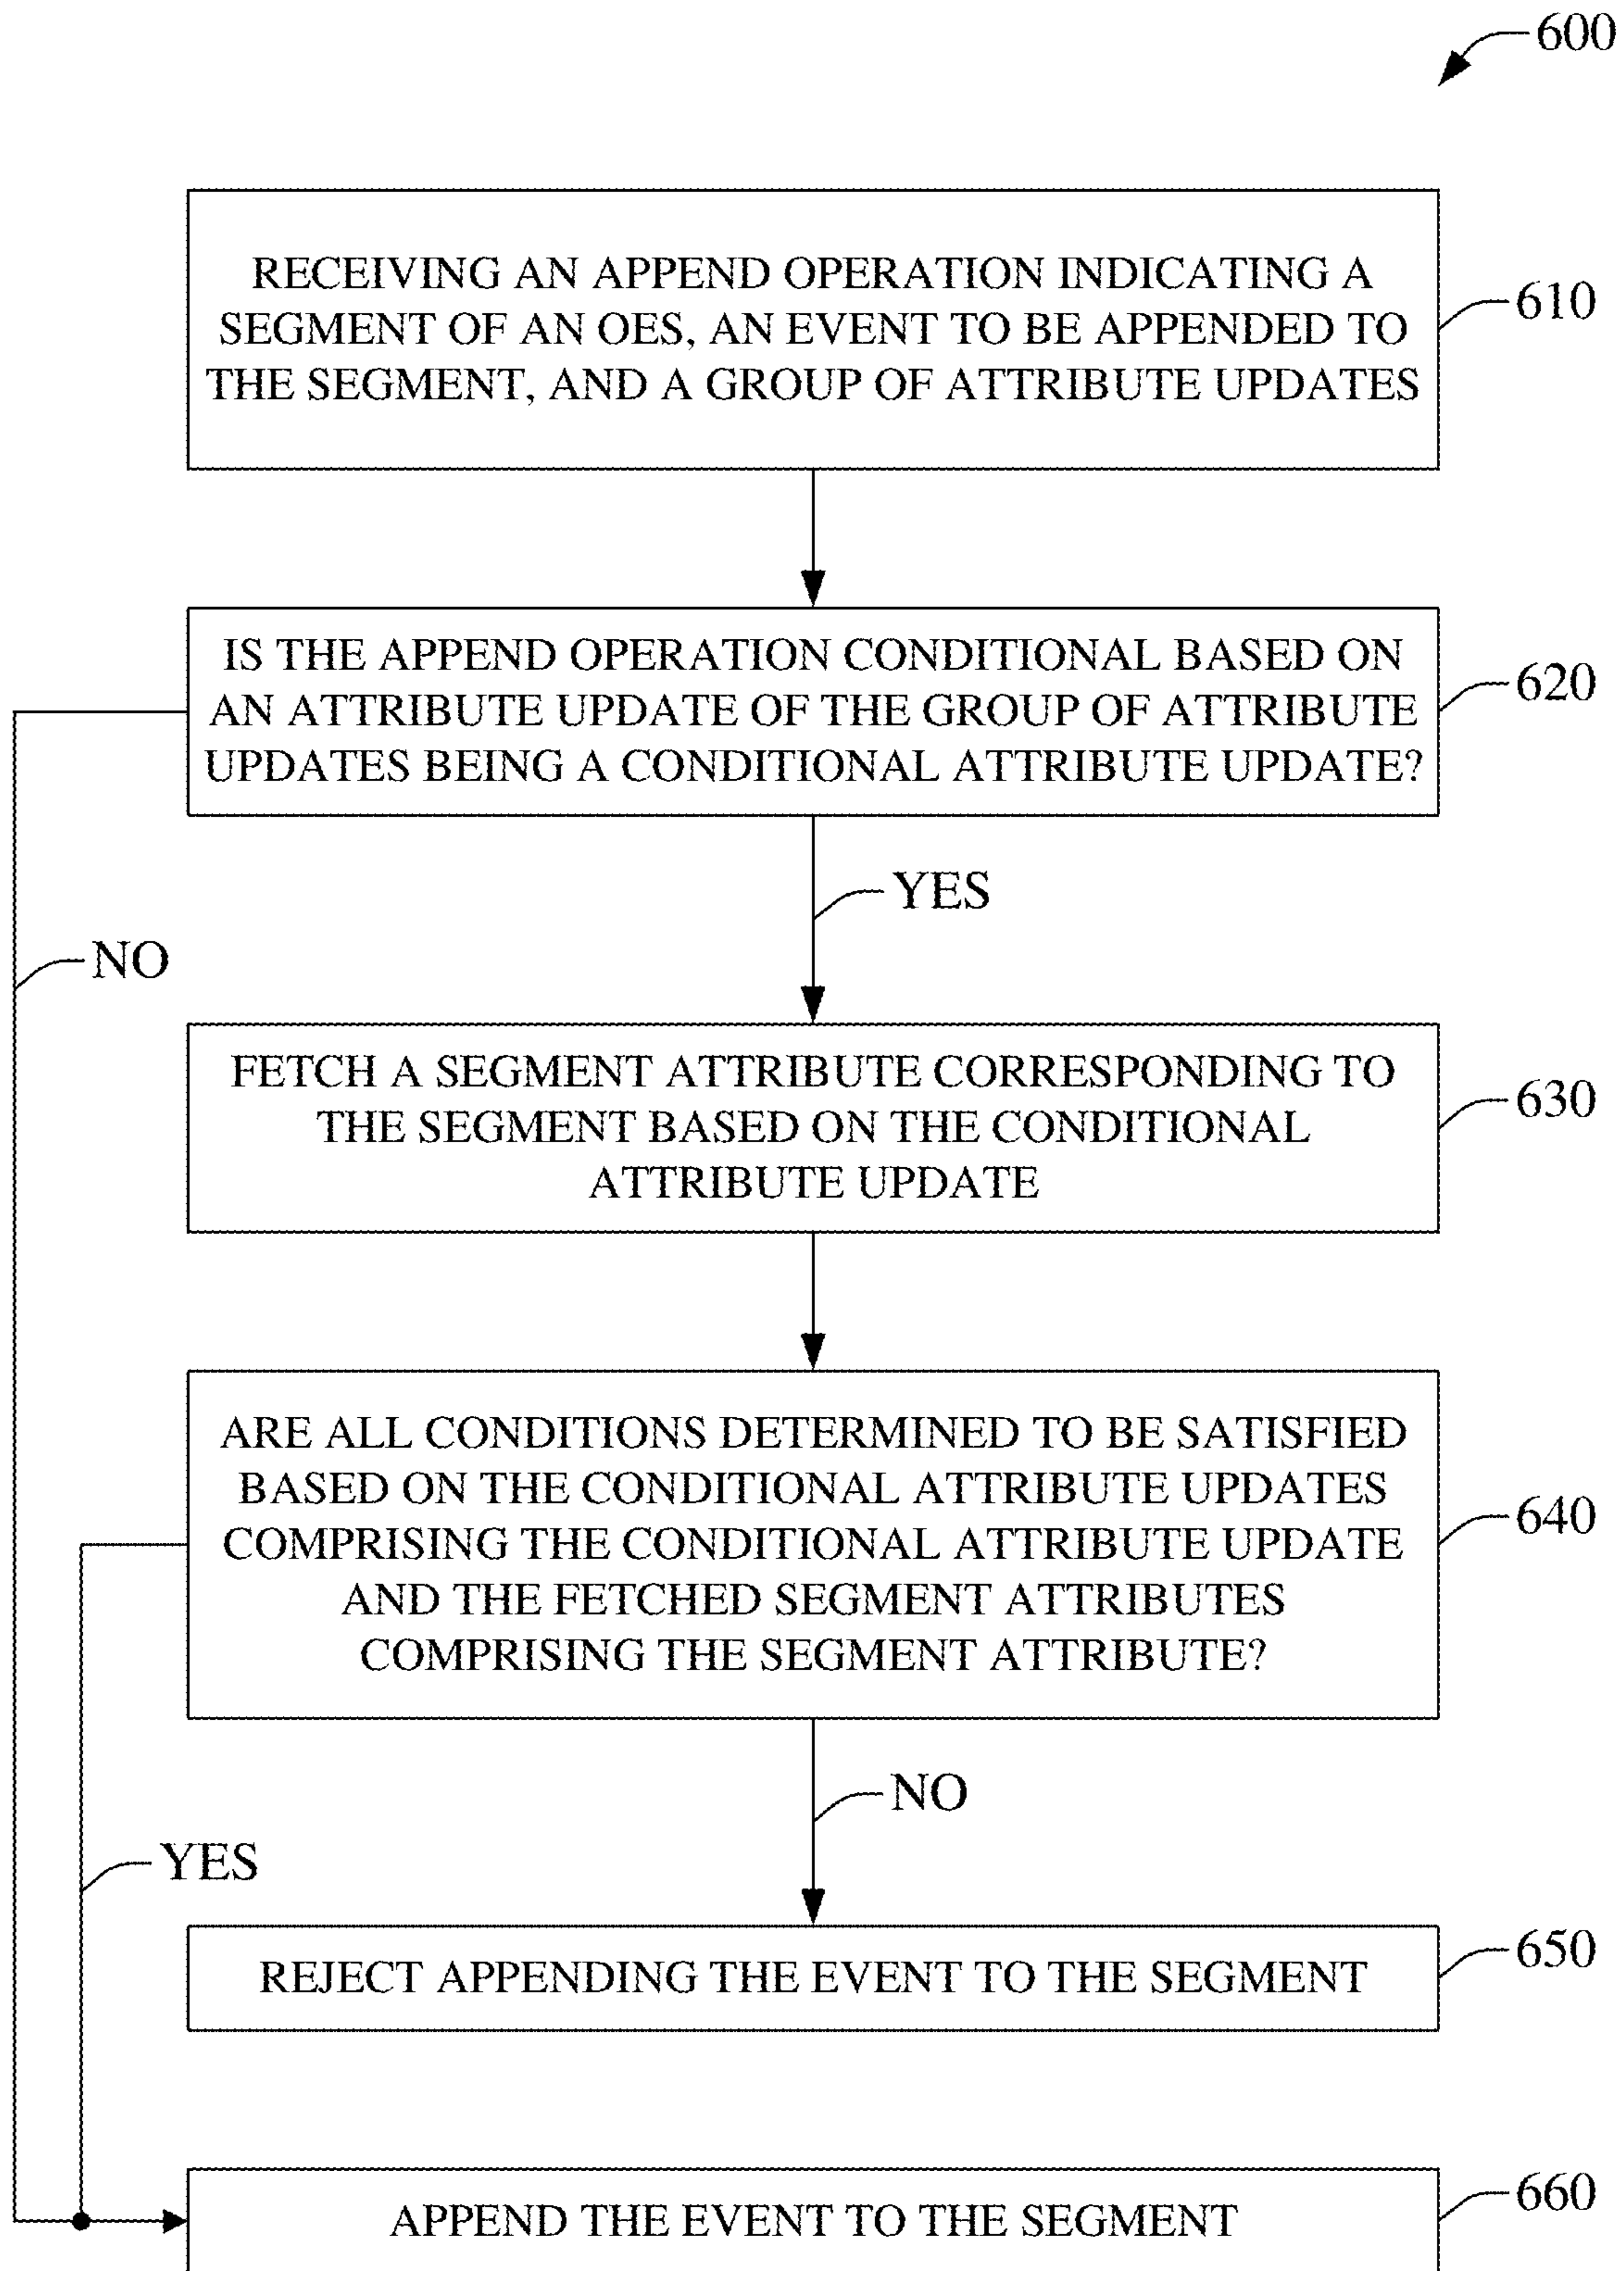 600
RECEIVING AN APPEND OPERATION INDICATING A
SEGMENT OF AN OES, AN EVENT TO BE APPENDED TO
THE SEGMENT, AND A GROUP OF ATTRIBUTE UPDATES
610
IS THE APPEND OPERATION CONDITIONAL BASED ON
AN ATTRIBUTE UPDATE OF THE GROUP OF ATTRIBUTE
UPDATES BEING A CONDITIONAL ATTRIBUTE UPDATE?
620
YES
NO
FETCH A SEGMENT ATTRIBUTE CORRESPONDING TO
THE SEGMENT BASED ON THE CONDITIONAL
ATTRIBUTE UPDATE
630
ARE ALL CONDITIONS DETERMINED TO BE SATISFIED
BASED ON THE CONDITIONAL ATTRIBUTE UPDATES
COMPRISING THE CONDITIONAL ATTRIBUTE UPDATE
AND THE FETCHED SEGMENT ATTRIBUTES
COMPRISING THE SEGMENT ATTRIBUTE?
640
NO
YES
REJECT APPENDING THE EVENT TO THE SEGMENT
650
APPEND THE EVENT TO THE SEGMENT
660